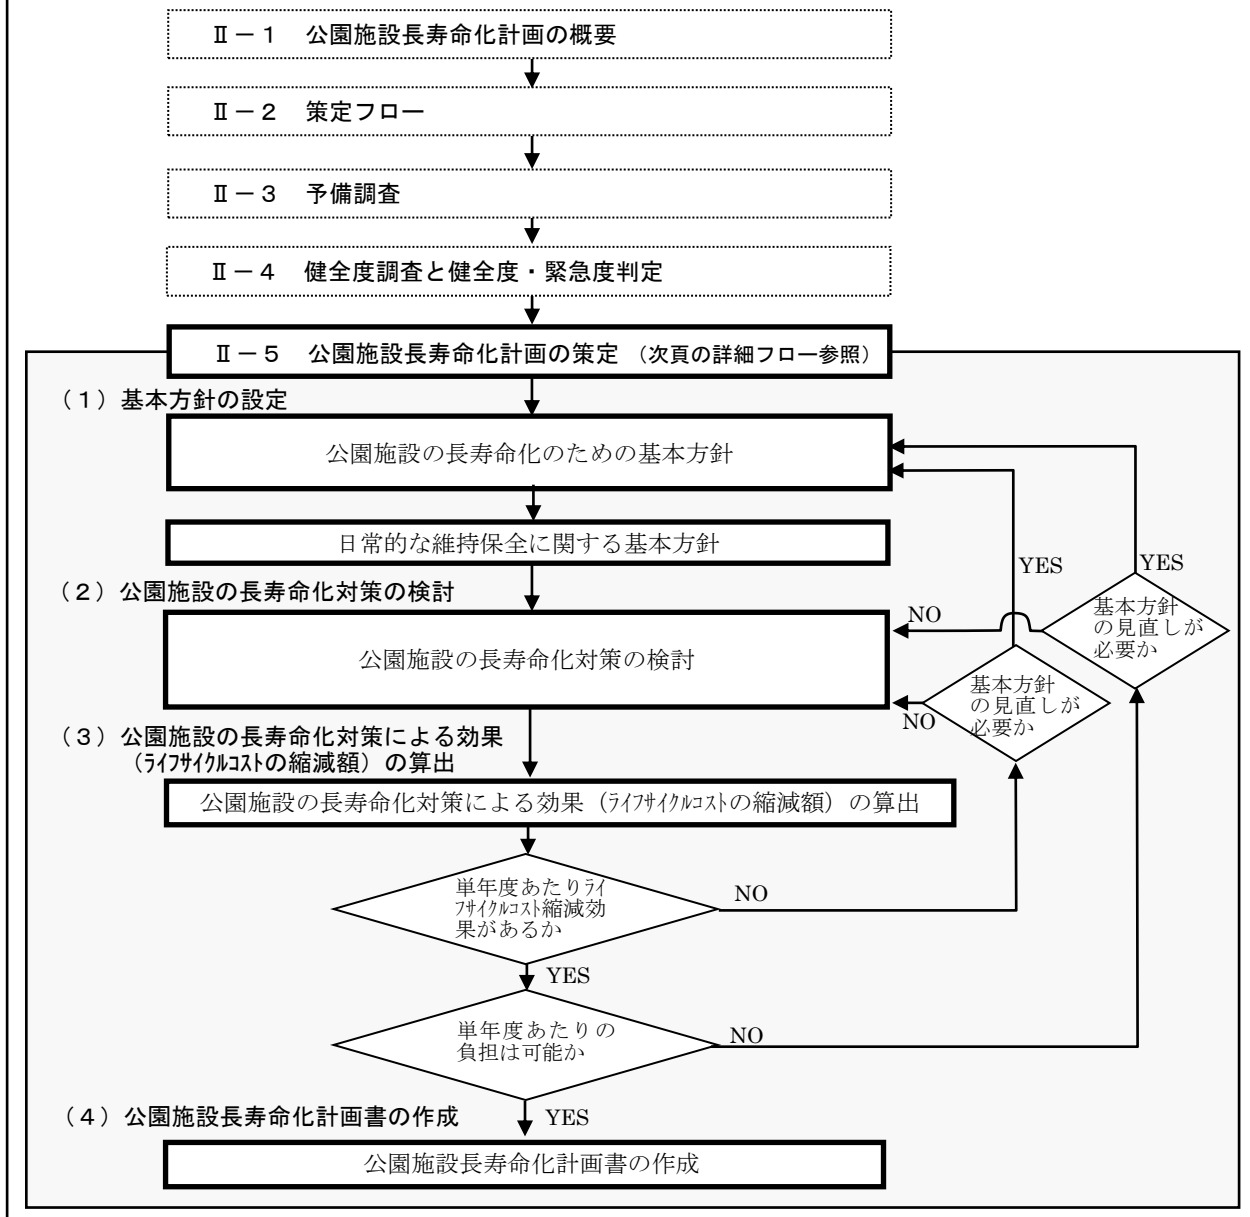 Ⅱ－１　公園施設長寿命化計画の概要
Ⅱ－２　策定フロー
Ⅱ－３　予備調査
Ⅱ－４　健全度調査と健全度・緊急度判定
Ⅱ－５　公園施設長寿命化計画の策定（次頁の詳細フロー参照）
（１）基本方針の設定
公園施設の長寿命化のための基本方針
日常的な維持保全に関する基本方針
YES
YES
（２）公園施設の長寿命化対策の検討
NO
基本方針
の見直しが
必要か
公園施設の長寿命化対策の検討
基本方針
の見直しが
必要か
NO
（３）公園施設の長寿命化対策による効果
（ﾗｲﾌｻｲｸﾙｺｽﾄの縮減額）の算出
公園施設の長寿命化対策による効果（ﾗｲﾌｻｲｸﾙｺｽﾄの縮減額）の算出
単年度あたりﾗｲ
ﾌｻｲｸﾙｺｽﾄ縮減効
果があるか
NO
YES
単年度あたりの
負担は可能か
NO
（４）公園施設長寿命化計画書の作成
YES
公園施設長寿命化計画書の作成